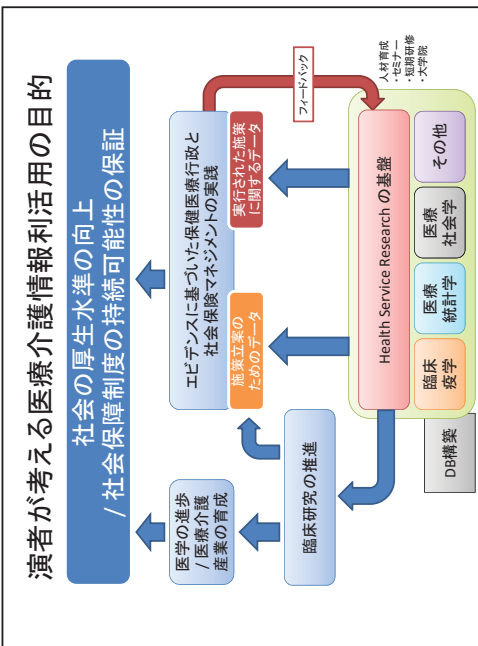 演者が考える医療介護情報利活用の目的
社会の厚生水準の向上
/ 社会保障制度の持続可能性の保証
医学の進歩
/ 医療介護
産業の育成
エビデンスに基づいた保健医療行政と
社会保険マネジメントの実践
施策立案の
ためのデータ
実行された施策
に関するデータ
フィードバック
臨床研究の推進
Health Service Research の基盤
人材育成
・セミナー
・短期研修
・大学院
DB構築
臨床
疫学
医療
統計学
医療
社会学
その他